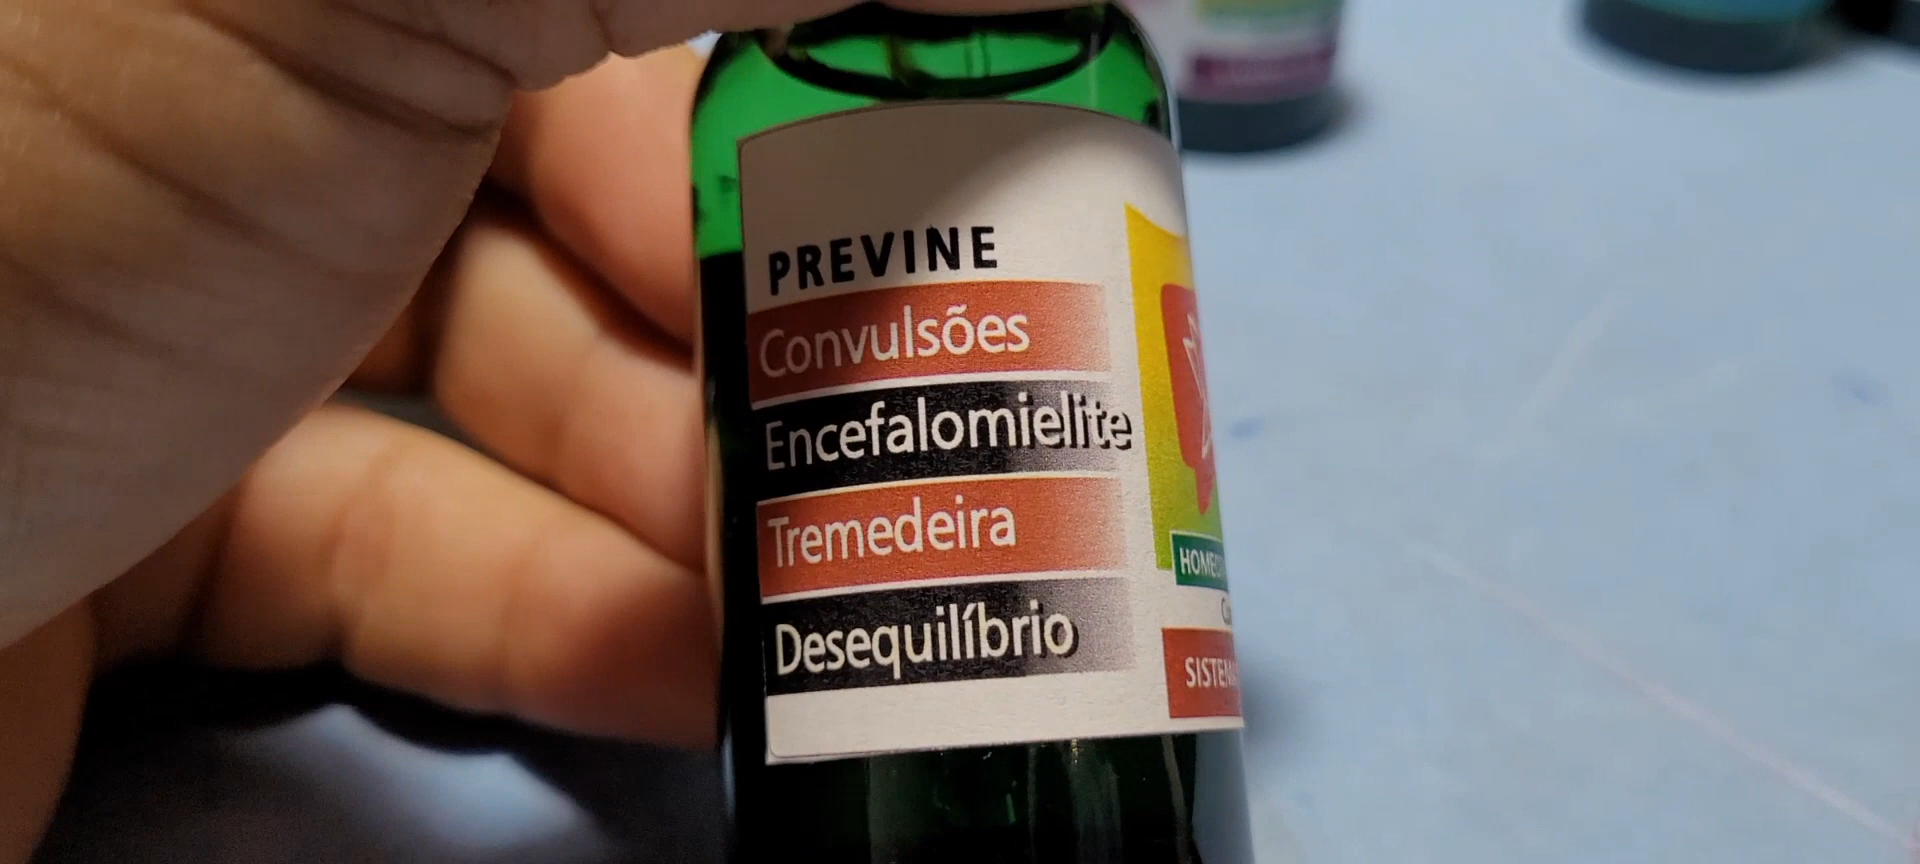 PREVINE
Convulsões
Encefalomielite
Tremedeira
Desequilíbrio